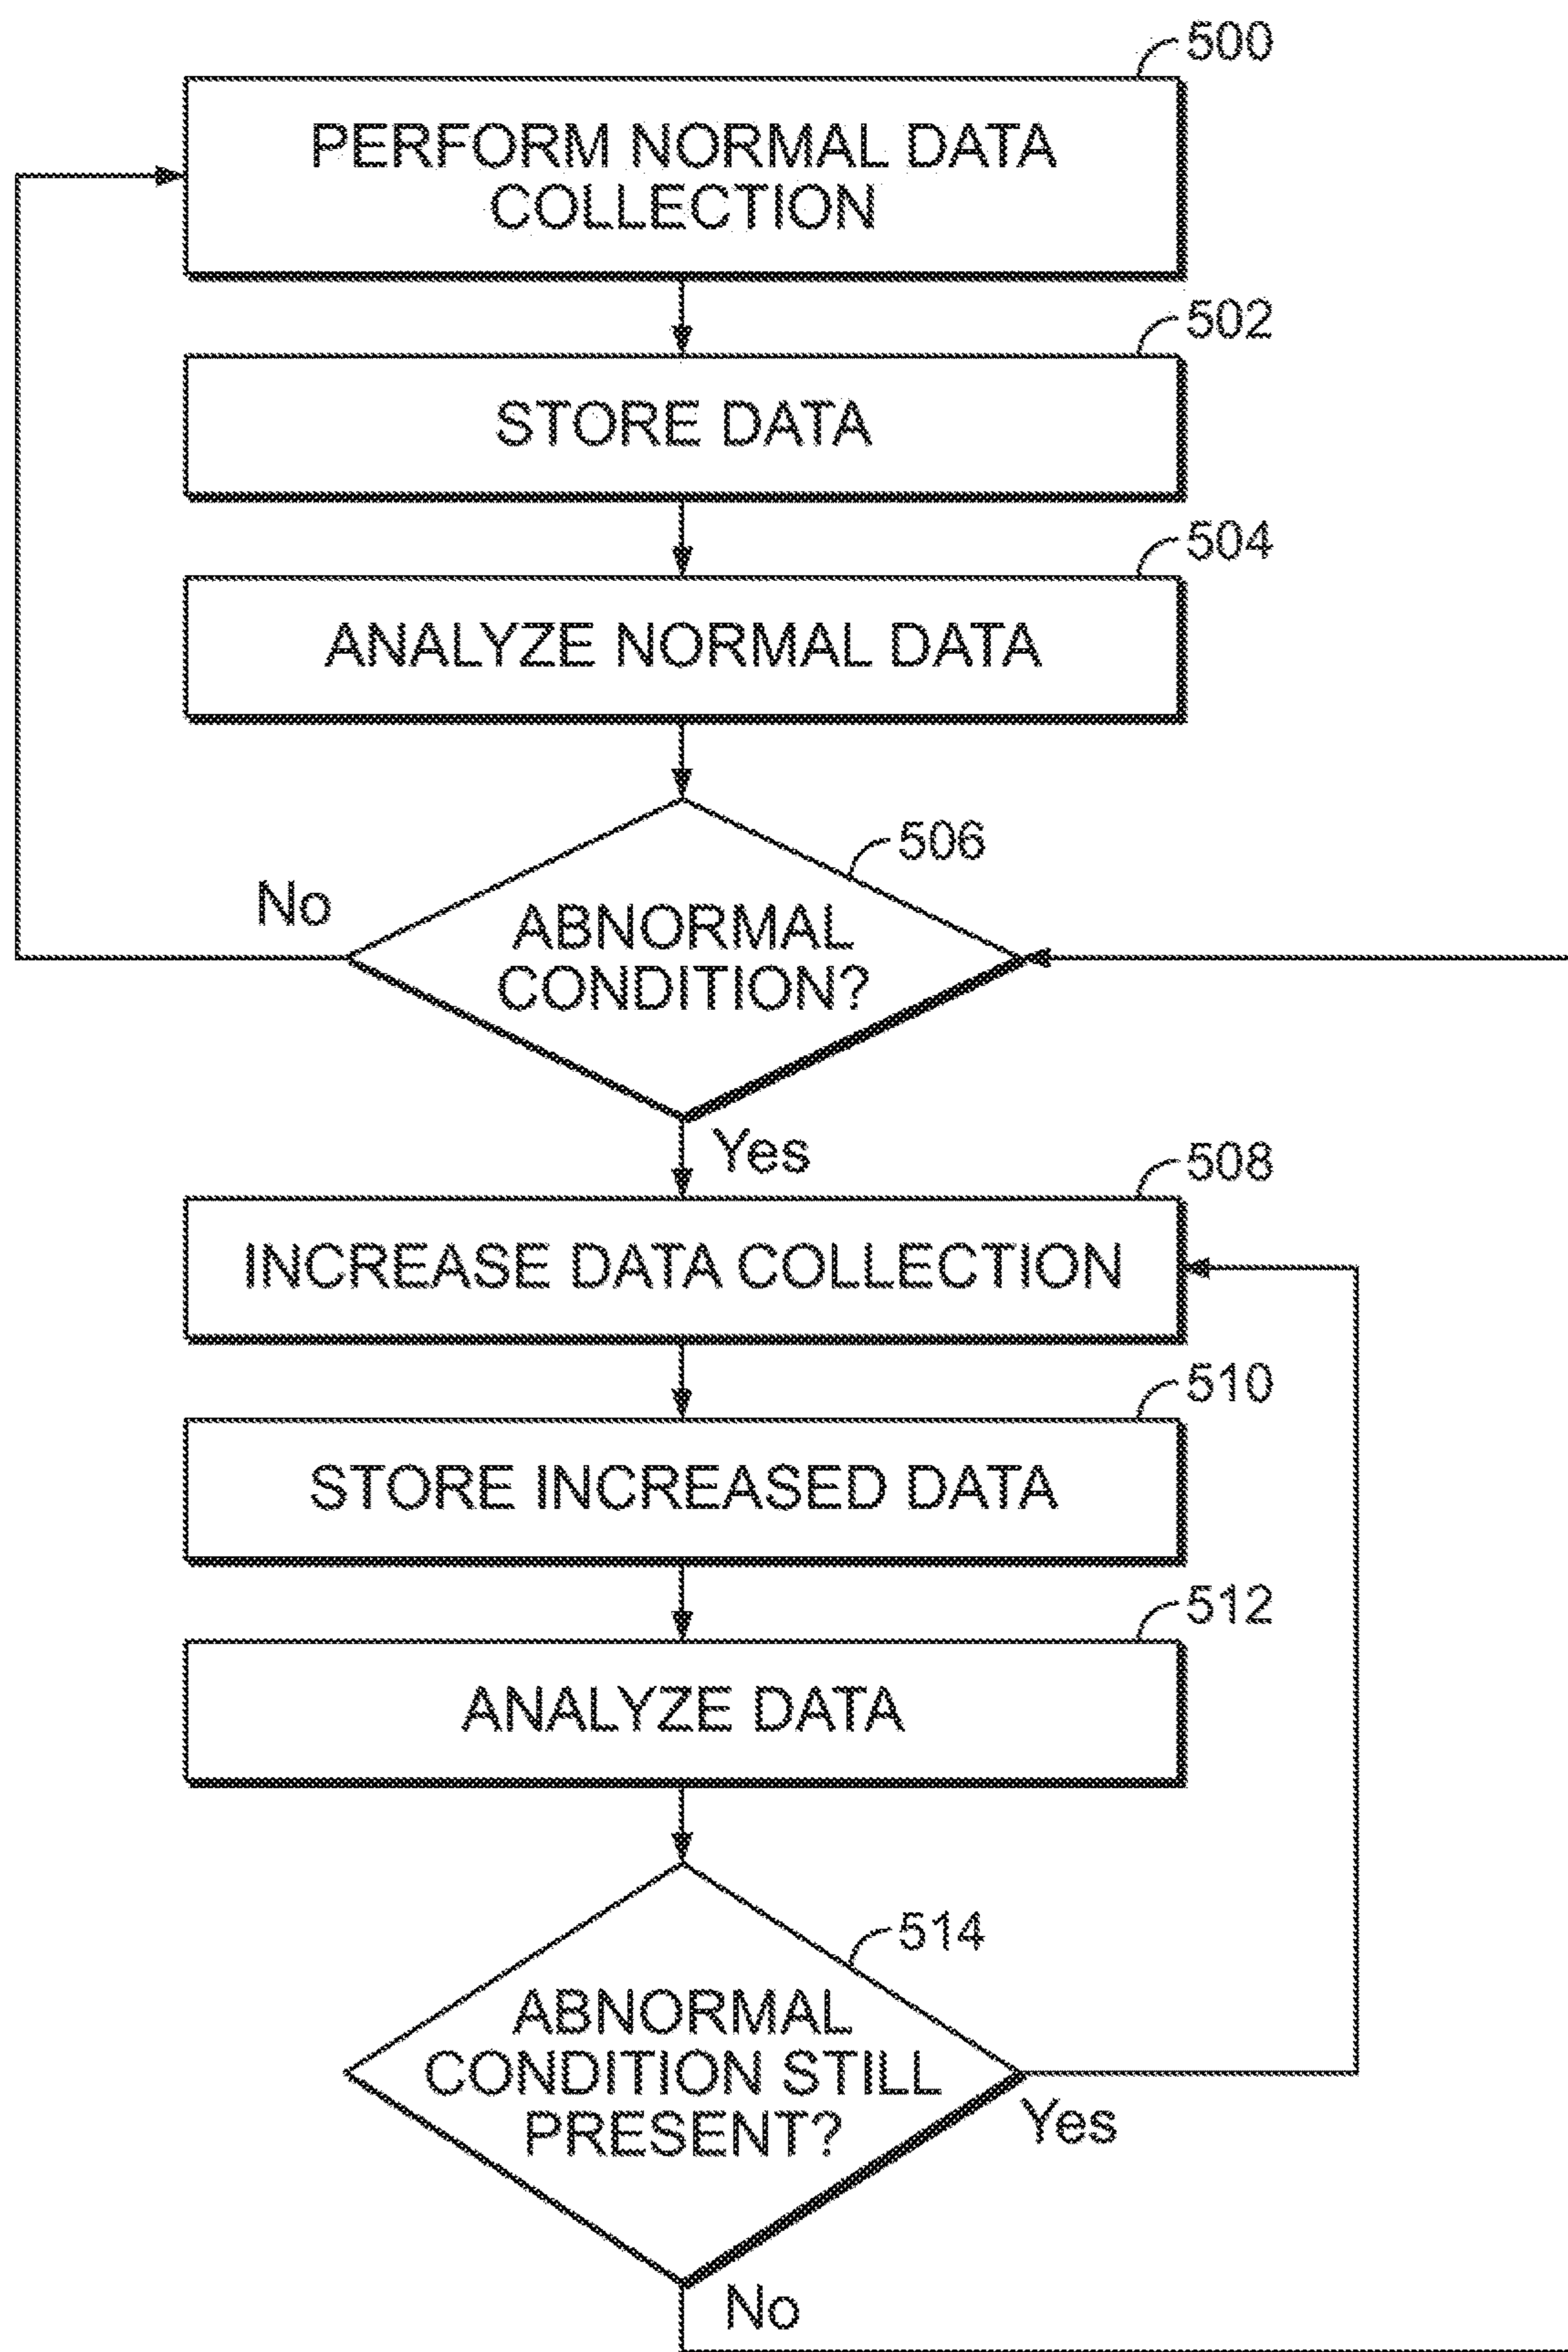 500
PERFORM NORMAL DATA
COLLECTION
502
STORE DATA
504
ANALYZE NORMAL DATA
506
No
ABNORMAL
CONDITION?
Yes
508
INCREASE DATA COLLECTION
510
STORE INCREASED DATA
512
ANALYZE DATA
514
ABNORMAL
CONDITION STILL
PRESENT?
Yes
No